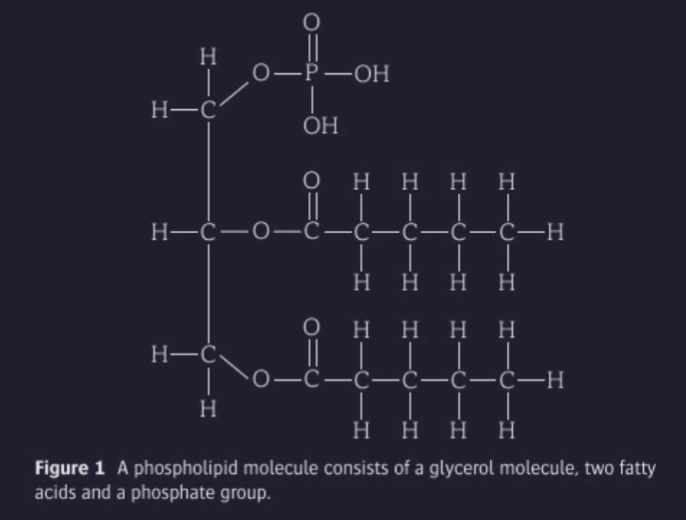 O
H
O—P—OH
H—C
OH
O H H H H
H—C—O—C—C—C—C—C—H
H H H H
O H H H H
H—C
O—C—C—C—C—C—H
H
H H H H
Figure 1 A phospholipid molecule consists of a glycerol molecule, two fatty
acids and a phosphate group.